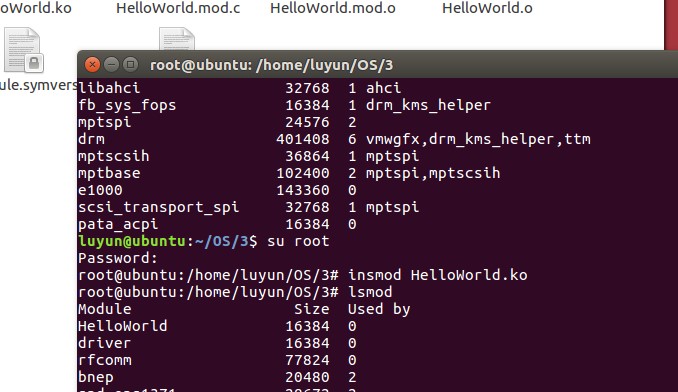 loWorld.ko HelloWorld.mod.c HelloWorld.mod.o HelloWorld.o
ule.symvers
root@ubuntu: /home/luyun/OS/3
libahci 32768 1 ahci
fb_sys_fops 16384 1 drm_kms_helper
mptspi 24576 2
drm 401408 6 vmwgfx,drm_kms_helper,ttm
mptscsih 36864 1 mptspi
mptbase 102400 2 mptspi,mptscsih
e1000 143360 0
scsi_transport_spi 32768 1 mptspi
pata_acpi 16384 0
luyun@ubuntu:~/OS/3$ su root
Password:
root@ubuntu:/home/luyun/OS/3# insmod HelloWorld.ko
root@ubuntu:/home/luyun/OS/3# lsmod
Module Size Used by
HelloWorld 16384 0
driver 16384 0
rfcomm 77824 0
bnep 20480 2